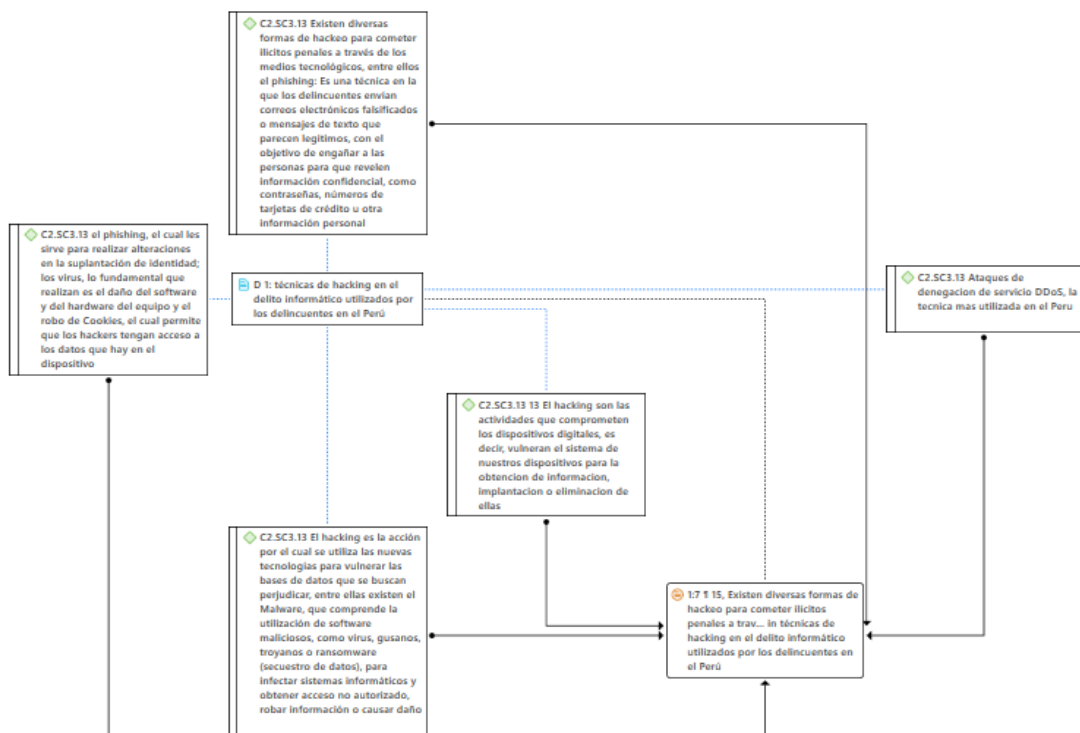 C2.SC3.13 Existen diversas
formas de hackeo para cometer
ilícitos penales a través de los
medios tecnológicos, entre ellos
el phishing: Es una técnica en la
que los delincuentes envían
correos electrónicos falsificados
o mensajes de texto que
parecen legítimos, con el
objetivo de engañar a las
personas para que revelen
información confidencial, como
contraseñas, números de
tarjetas de crédito u otra
información personal
C2.SC3.13 el phishing, el cual les
sirve para realizar alteraciones
en la suplantación de identidad;
los virus, lo fundamental que
realizan es el daño del software
y del hardware del equipo y el
robo de Cookies, el cual permite
que los hackers tengan acceso a
los datos que hay en el
dispositivo
D 1: técnicas de hacking en el
delito informático utilizados por
los delincuentes en el Perú
C2.SC3.13 Ataques de
denegacion de servicio DDoS, la
tecnica mas utilizada en el Peru
C2.SC3.13 13 El hacking son las
actividades que comprometen
los dispositivos digitales, es
decir, vulneran el sistema de
nuestros dispositivos para la
obtencion de informacion,
implantacion o eliminacion de
ellas
C2.SC3.13 El hacking es la acción
por el cual se utiliza las nuevas
tecnologías para vulnerar las
bases de datos que se buscan
perjudicar, entre ellas existen el
Malware, que comprende la
utilización de software
maliciosos, como virus, gusanos,
troyanos o ransomware
(secuestro de datos), para
infectar sistemas informáticos y
obtener acceso no autorizado,
robar información o causar daño
1:7 ¶ 15, Existen diversas formas de
hackeo para cometer ilícitos
penales a trav... in técnicas de
hacking en el delito informático
utilizados por los delincuentes en
el Perú